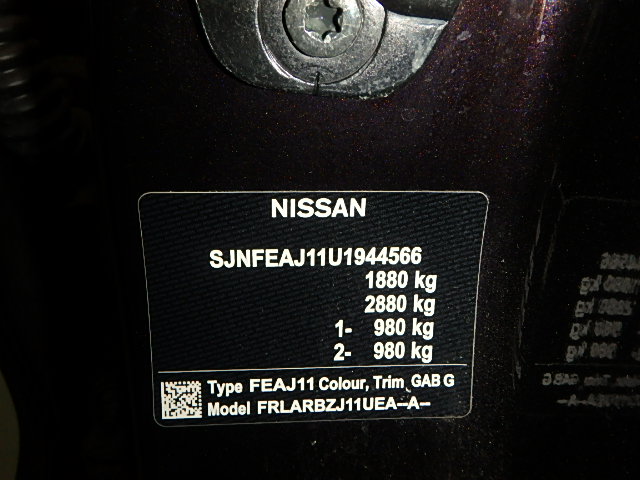 NISSAN
SJNFEAJ11U1944566
1880 kg
2880 kg
1- 980 kg
2- 980 kg
Type FEAJ11 Colour, Trim GAB G
Model FRLARBZJ11UEA--A--